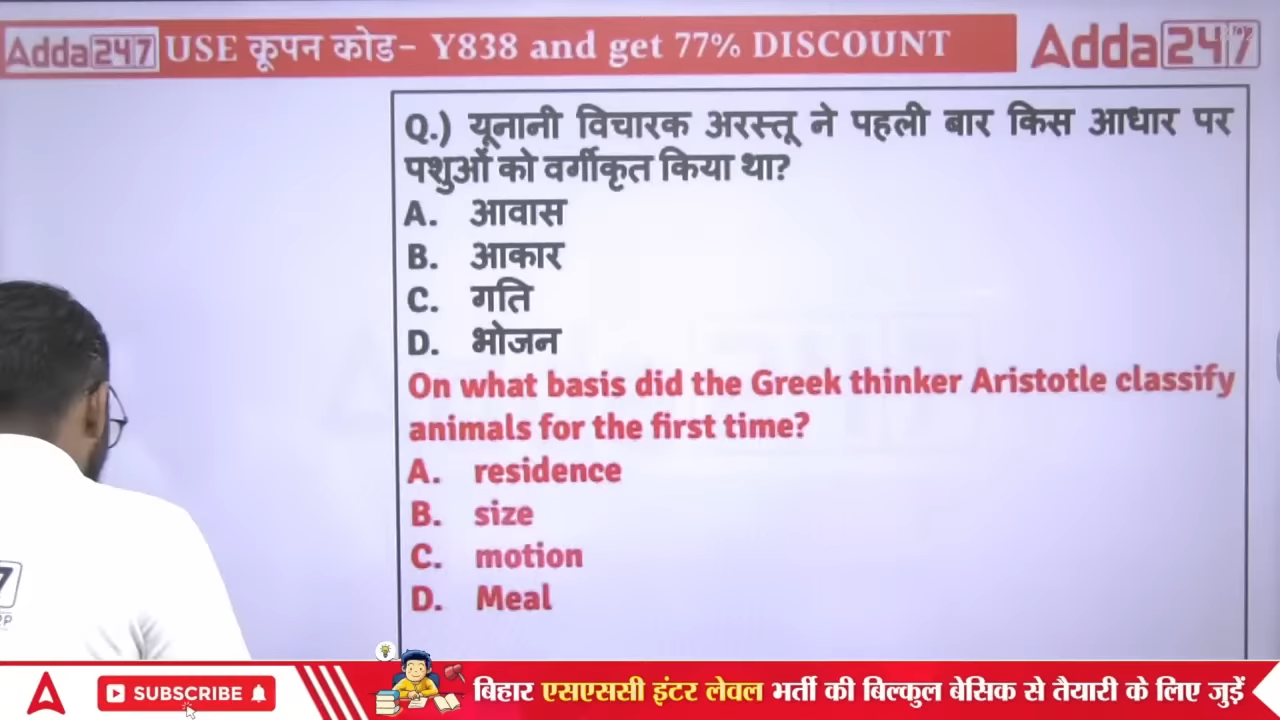 Adda247 USE कूपन कोड- Y838 and get 77% DISCOUNT
Adda247
Q.) यूनानी विचारक अरस्तू ने पहली बार किस आधार पर
पशुओं को वर्गीकृत किया था?
A. आवास
B. आकार
C. गति
D. भोजन
On what basis did the Greek thinker Aristotle classify
animals for the first time?
A. residence
B. size
C. motion
D. Meal
7
SUBSCRIBE
बिहार एसएससी इंटर लेवल भर्ती की बिल्कुल बेसिक से तैयारी के लिए जुड़ें